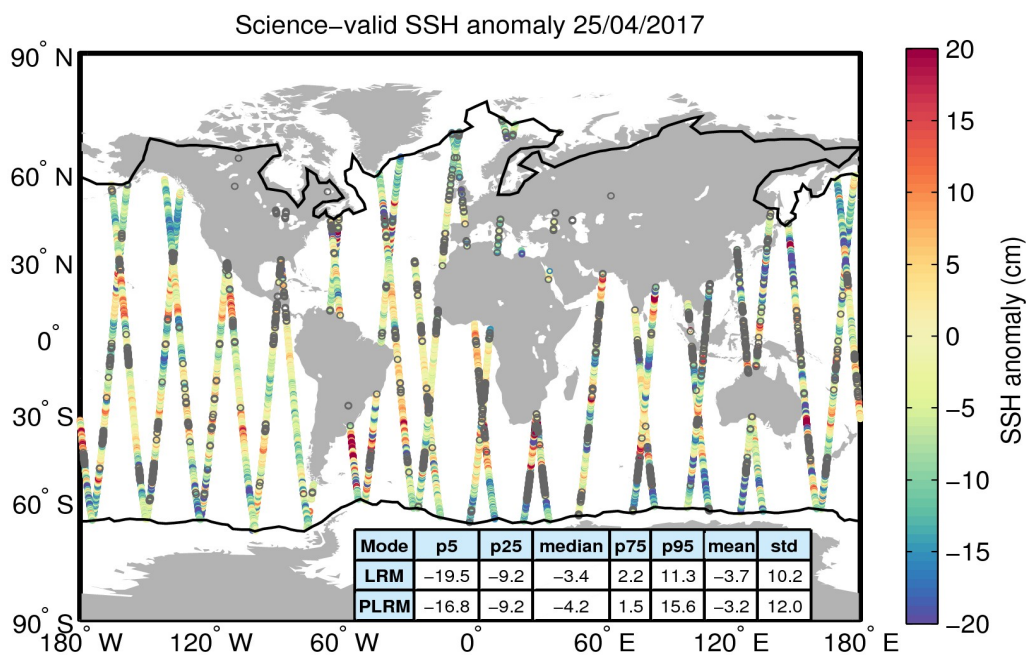 Science−valid SSH anomaly 25/04/2017
90° N
60° N
30° N
0°
30° S
60° S
90° S
180° W
120° W
60° W
0°
60° E
120° E
180° E
Mode p5 p25 median p75 p95 mean std
LRM −19.5 −9.2 −3.4 2.2 11.3 −3.7 10.2
PLRM −16.8 −9.2 −4.2 1.5 15.6 −3.2 12.0
20
15
10
5
0
−5
−10
−15
−20
SSH anomaly (cm)